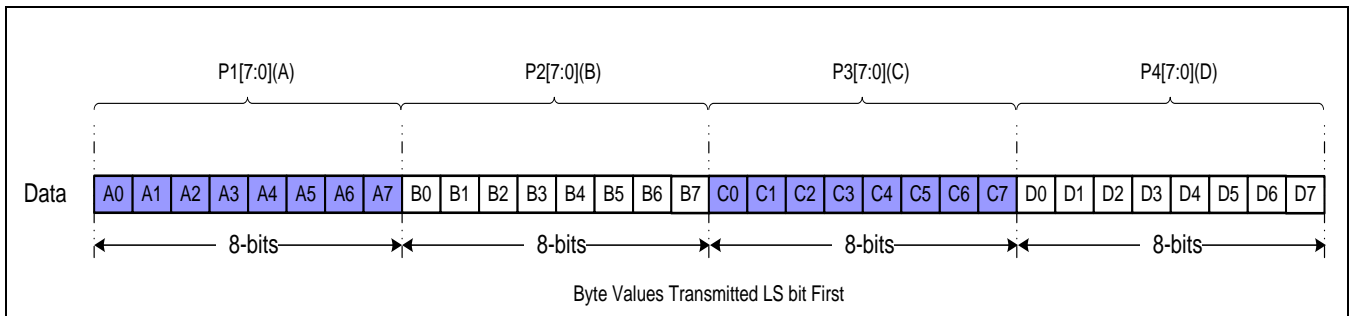 P1[7:0](A) P2[7:0](B) P3[7:0](C) P4[7:0](D)
Data A0 A1 A2 A3 A4 A5 A6 A7 B0 B1 B2 B3 B4 B5 B6 B7 C0 C1 C2 C3 C4 C5 C6 C7 D0 D1 D2 D3 D4 D5 D6 D7
8-bits 8-bits 8-bits 8-bits
Byte Values Transmitted LS bit First